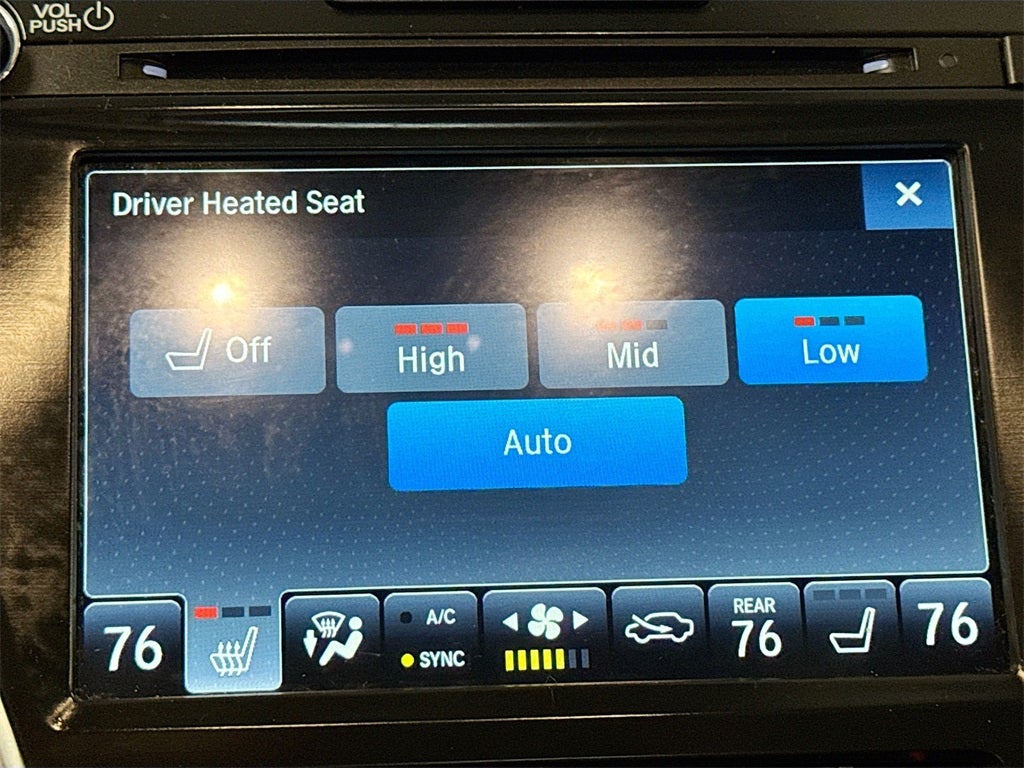 VOL
PUSH
Driver Heated Seat
Off
High
Mid
Low
Auto
76
A/C
SYNC
REAR
76
76